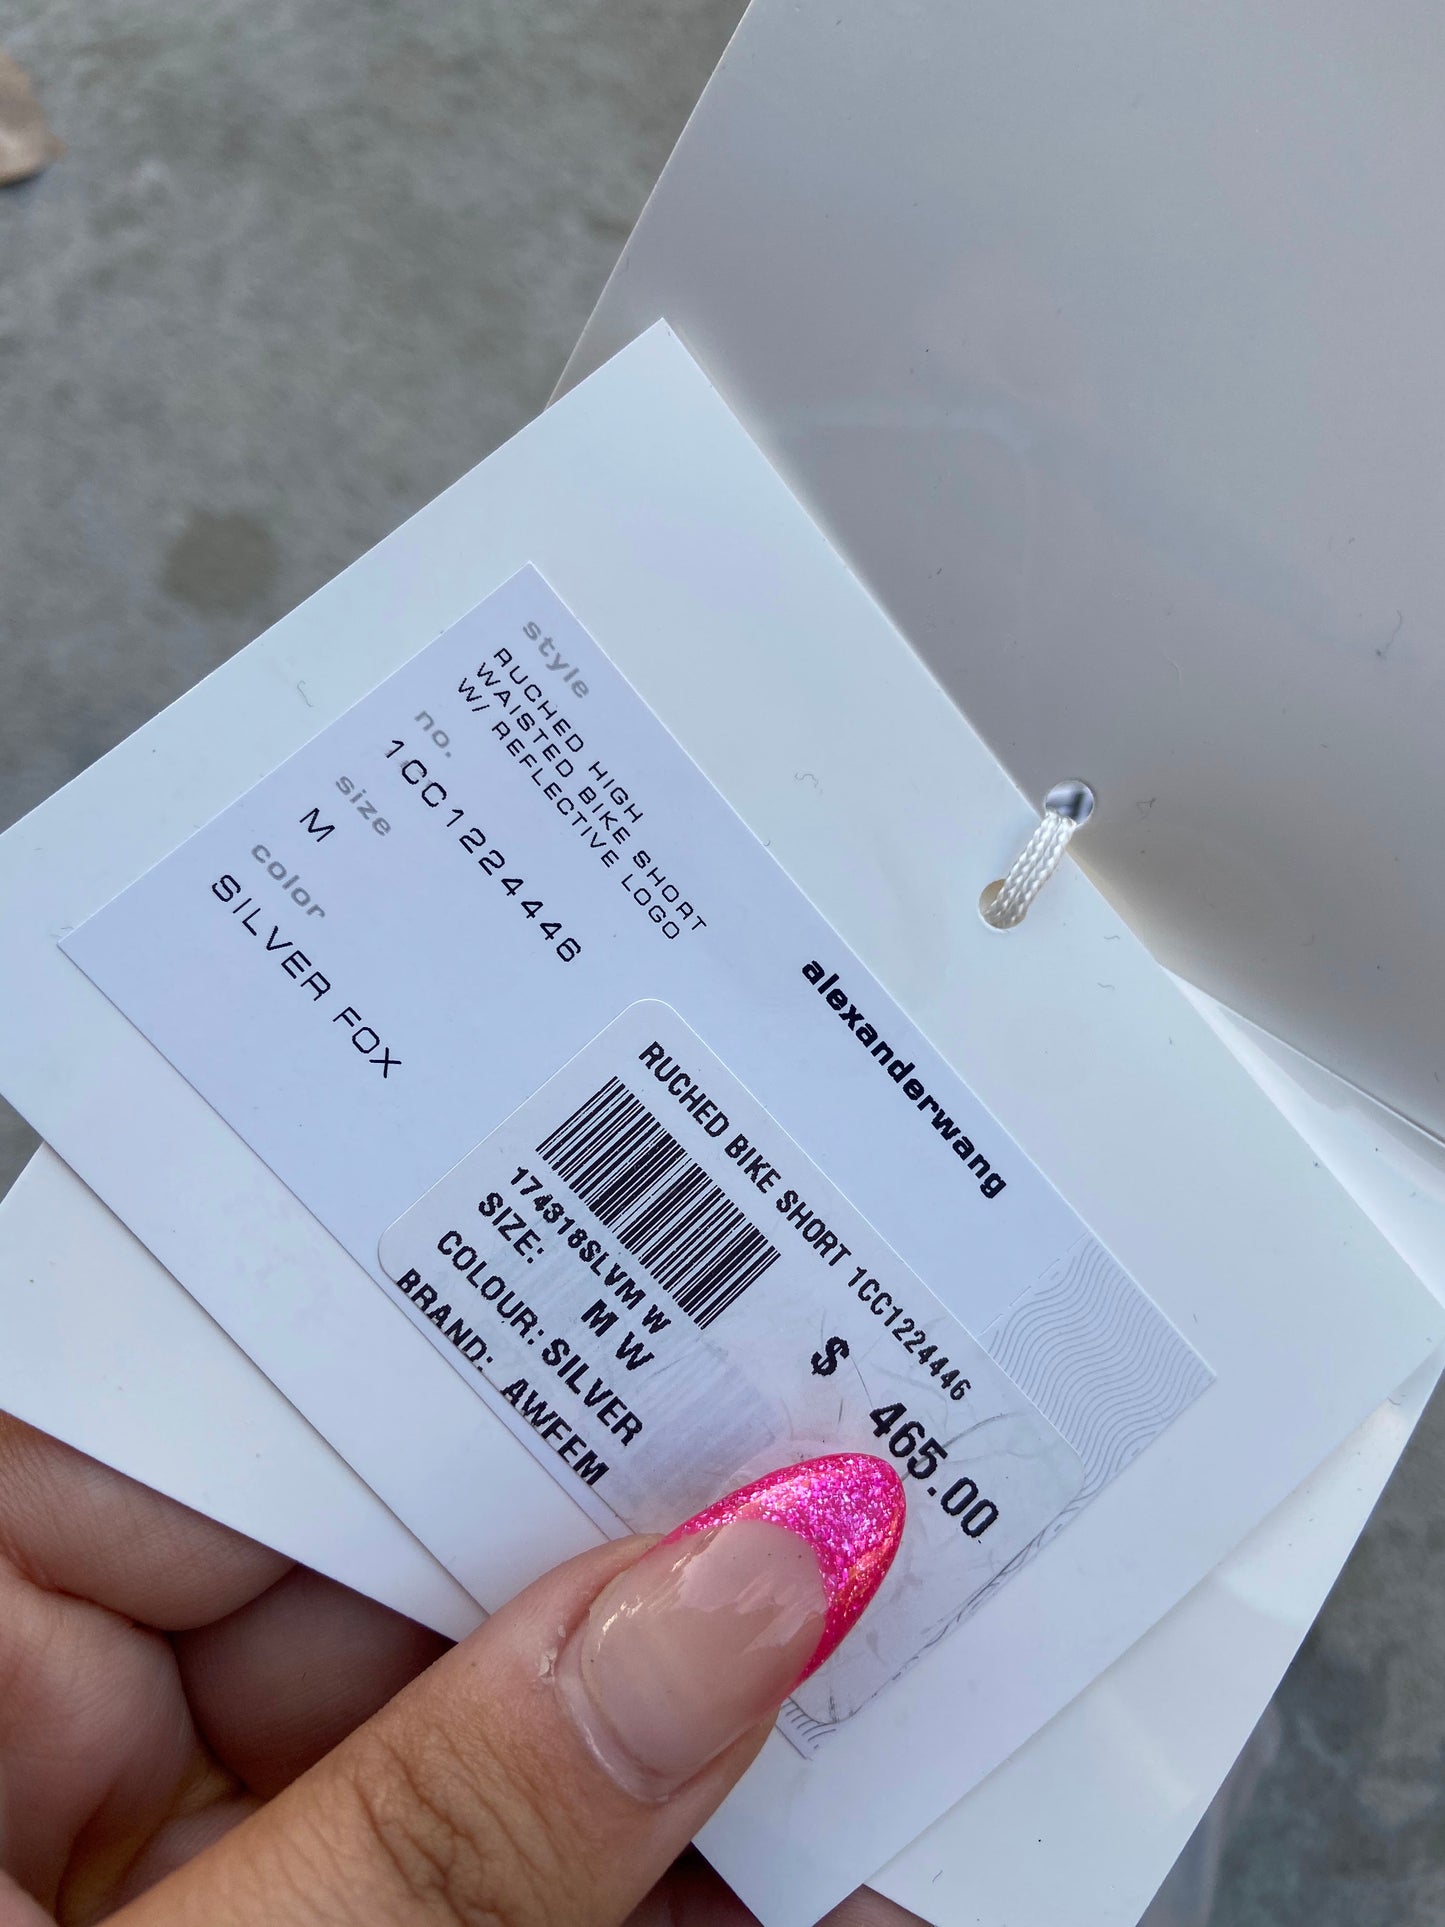 style
RUCHED HIGH
WAISTED BIKE SHORT
W/ REFLECTIVE LOGO
no.
1CC1224446
size
M
color
SILVER FOX
alexanderwang
RUCHED BIKE SHORT 1CC1224446
174318SLVM W
SIZE: M W
COLOUR: SILVER
BRAND: AWFEM
$ 465.00